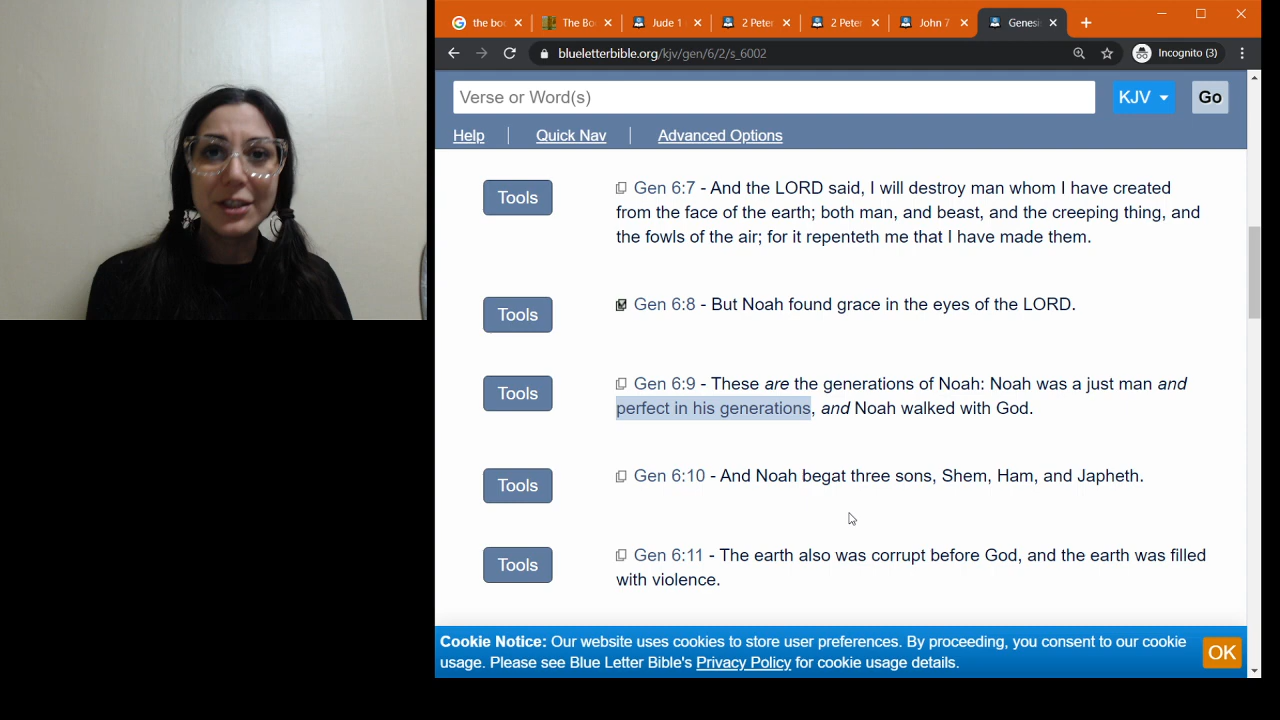 the boo
The Bo
Jude 1
2 Peter
2 Peter
John 7
Genesi
blueletterbible.org/kjv/gen/6/2/s_6002
Incognito (3)
Verse or Word(s)
KJV
Go
Help
Quick Nav
Advanced Options
Tools
Gen 6:7 - And the LORD said, I will destroy man whom I have created
from the face of the earth; both man, and beast, and the creeping thing, and
the fowls of the air; for it repenteth me that I have made them.
Tools
Gen 6:8 - But Noah found grace in the eyes of the LORD.
Tools
Gen 6:9 - These are the generations of Noah: Noah was a just man and
perfect in his generations, and Noah walked with God.
Tools
Gen 6:10 - And Noah begat three sons, Shem, Ham, and Japheth.
Tools
Gen 6:11 - The earth also was corrupt before God, and the earth was filled
with violence.
Cookie Notice: Our website uses cookies to store user preferences. By proceeding, you consent to our cookie
usage. Please see Blue Letter Bible's Privacy Policy for cookie usage details.
OK